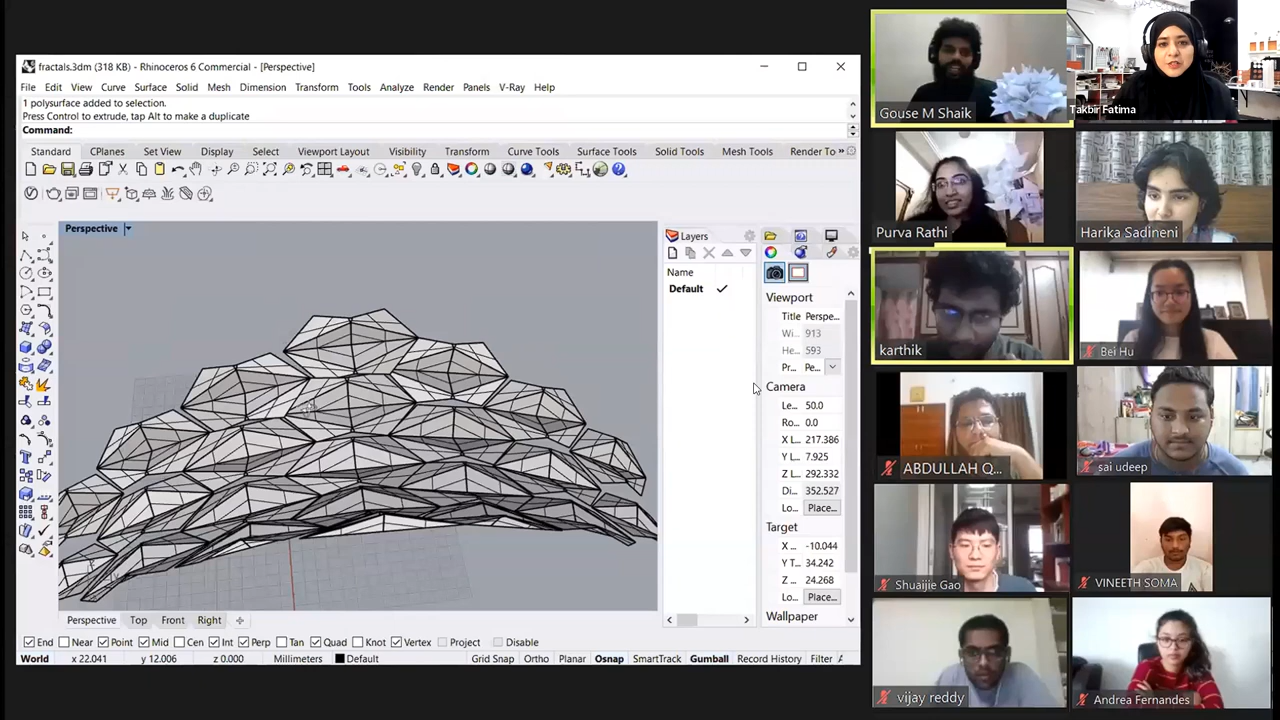 fractals.3dm (318 KB) - Rhinoceros 6 Commercial - [Perspective]
File Edit View Curve Surface Solid Mesh Dimension Transform Tools Analyze Render Panels V-Ray Help
1 polysurface added to selection.
Press Control to extrude, tap Alt to make a duplicate
Command:
Standard CPlanes Set View Display Select Viewport Layout Visibility Transform Curve Tools Surface Tools Solid Tools Mesh Tools Render To
Perspective
Layers
Name
Default
Viewport
Title Perspe...
Wi... 913
He... 593
Pr... Pe...
Camera
Le... 50.0
Ro... 0.0
X L... 217.386
Y L... 7.925
Z L... 292.332
Di... 352.527
Lo... Place...
Target
X ... -10.044
Y T... 34.242
Z ... 24.268
Lo... Place...
Wallpaper
Perspective Top Front Right
End Near Point Mid Cen Int Perp Tan Quad Knot Vertex Project Disable
World x 22.041 y 12.006 z 0.000 Millimeters Default Grid Snap Ortho Planar Osnap SmartTrack Gumball Record History Filter
Gouse M Shaik
Takbir Fatima
Purva Rathi
Harika Sadineni
karthik
Bei Hu
ABDULLAH Q...
sai udeep
Shuaijie Gao
VINEETH SOMA
vijay reddy
Andrea Fernandes